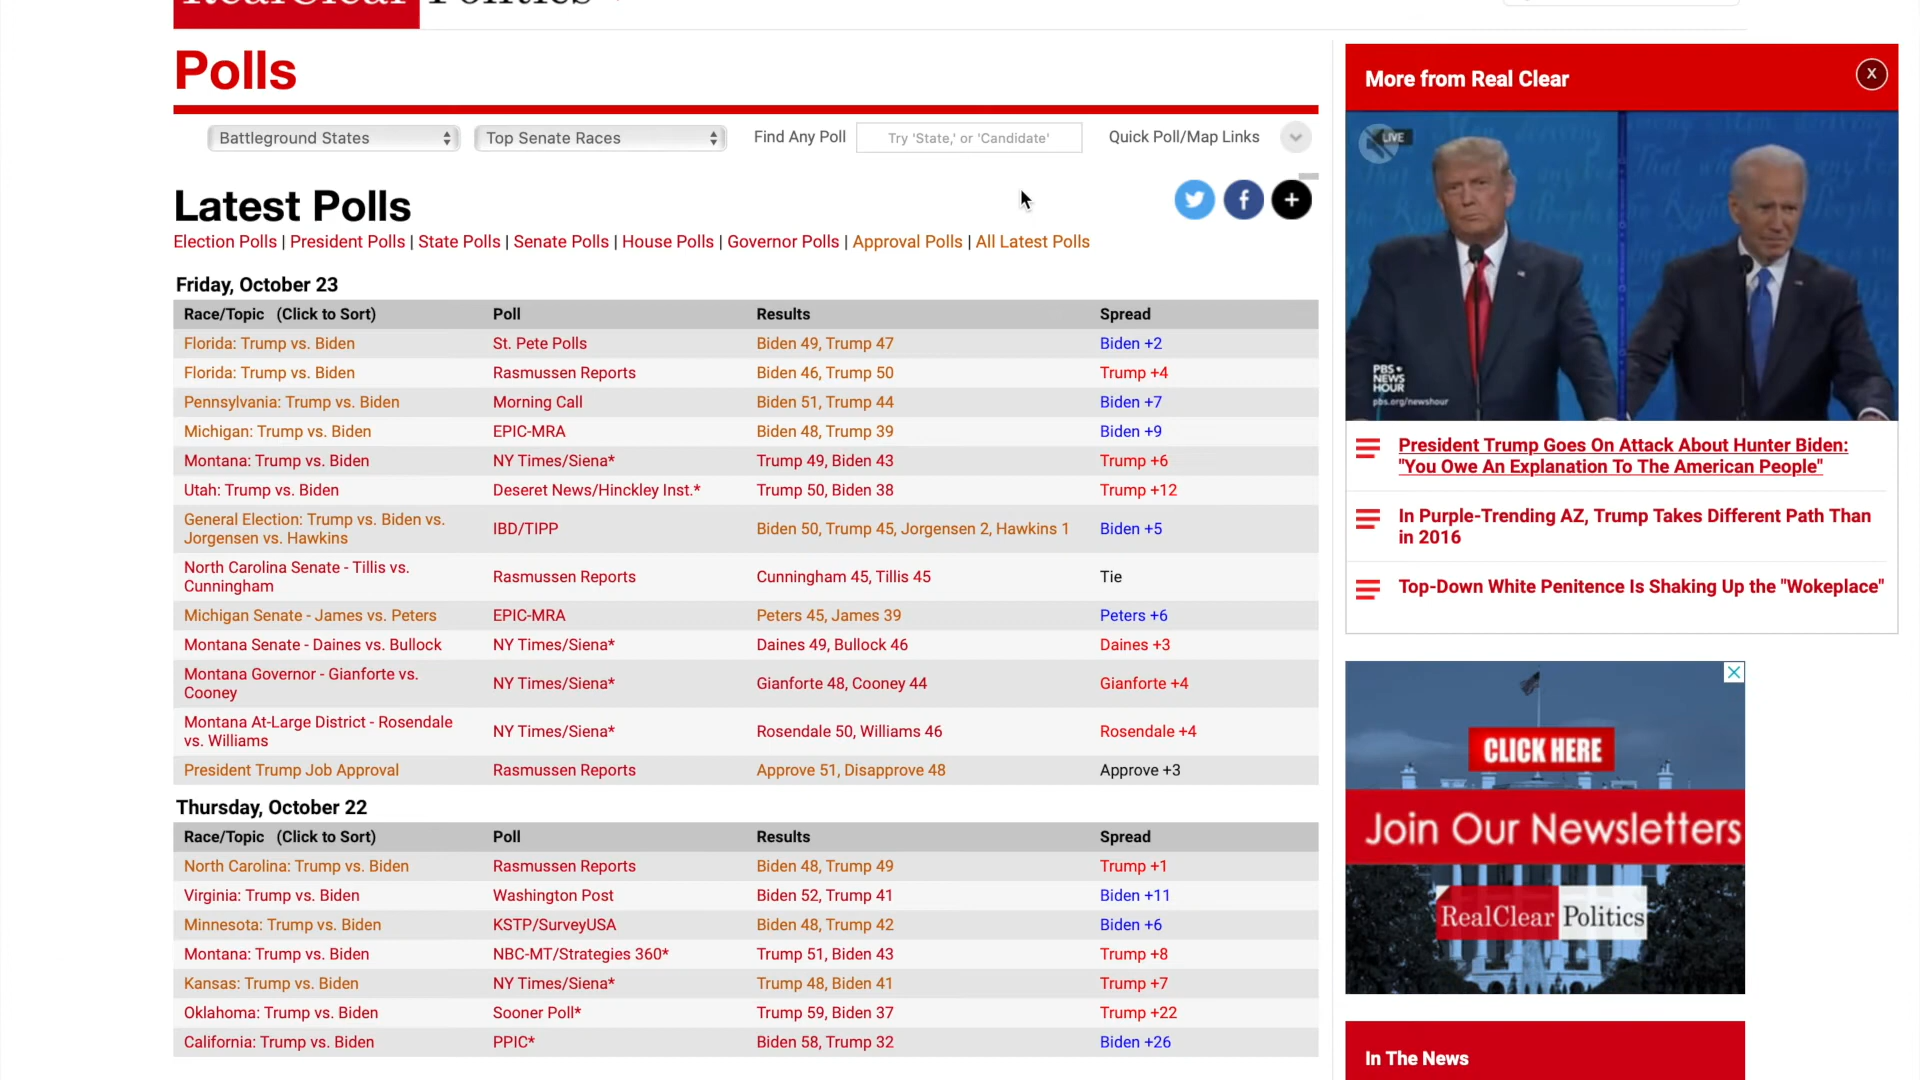 RealClear Politics
Polls
Battleground States
Top Senate Races
Find Any Poll
Try 'State,' or 'Candidate'
Quick Poll/Map Links
Latest Polls
Election Polls | President Polls | State Polls | Senate Polls | House Polls | Governor Polls | Approval Polls | All Latest Polls
Friday, October 23
Race/Topic (Click to Sort) Poll Results Spread
Florida: Trump vs. Biden St. Pete Polls Biden 49, Trump 47 Biden +2
Florida: Trump vs. Biden Rasmussen Reports Biden 46, Trump 50 Trump +4
Pennsylvania: Trump vs. Biden Morning Call Biden 51, Trump 44 Biden +7
Michigan: Trump vs. Biden EPIC-MRA Biden 48, Trump 39 Biden +9
Montana: Trump vs. Biden NY Times/Siena* Trump 49, Biden 43 Trump +6
Utah: Trump vs. Biden Deseret News/Hinckley Inst.* Trump 50, Biden 38 Trump +12
General Election: Trump vs. Biden vs.
Jorgensen vs. Hawkins
IBD/TIPP Biden 50, Trump 45, Jorgensen 2, Hawkins 1 Biden +5
North Carolina Senate - Tillis vs.
Cunningham
Rasmussen Reports Cunningham 45, Tillis 45 Tie
Michigan Senate - James vs. Peters EPIC-MRA Peters 45, James 39 Peters +6
Montana Senate - Daines vs. Bullock NY Times/Siena* Daines 49, Bullock 46 Daines +3
Montana Governor - Gianforte vs.
Cooney
NY Times/Siena* Gianforte 48, Cooney 44 Gianforte +4
Montana At-Large District - Rosendale
vs. Williams
NY Times/Siena* Rosendale 50, Williams 46 Rosendale +4
President Trump Job Approval Rasmussen Reports Approve 51, Disapprove 48 Approve +3
Thursday, October 22
Race/Topic (Click to Sort) Poll Results Spread
North Carolina: Trump vs. Biden Rasmussen Reports Biden 48, Trump 49 Trump +1
Virginia: Trump vs. Biden Washington Post Biden 52, Trump 41 Biden +11
Minnesota: Trump vs. Biden KSTP/SurveyUSA Biden 48, Trump 42 Biden +6
Montana: Trump vs. Biden NBC-MT/Strategies 360* Trump 51, Biden 43 Trump +8
Kansas: Trump vs. Biden NY Times/Siena* Trump 48, Biden 41 Trump +7
Oklahoma: Trump vs. Biden Sooner Poll* Trump 59, Biden 37 Trump +22
California: Trump vs. Biden PPIC* Biden 58, Trump 32 Biden +26
More from Real Clear
X
LIVE
PBS
NEWS
HOUR
pbs.org/newshour
President Trump Goes On Attack About Hunter Biden:
"You Owe An Explanation To The American People"
In Purple-Trending AZ, Trump Takes Different Path Than
in 2016
Top-Down White Penitence Is Shaking Up the "Wokeplace"
CLICK HERE
Join Our Newsletters
RealClear Politics
In The News